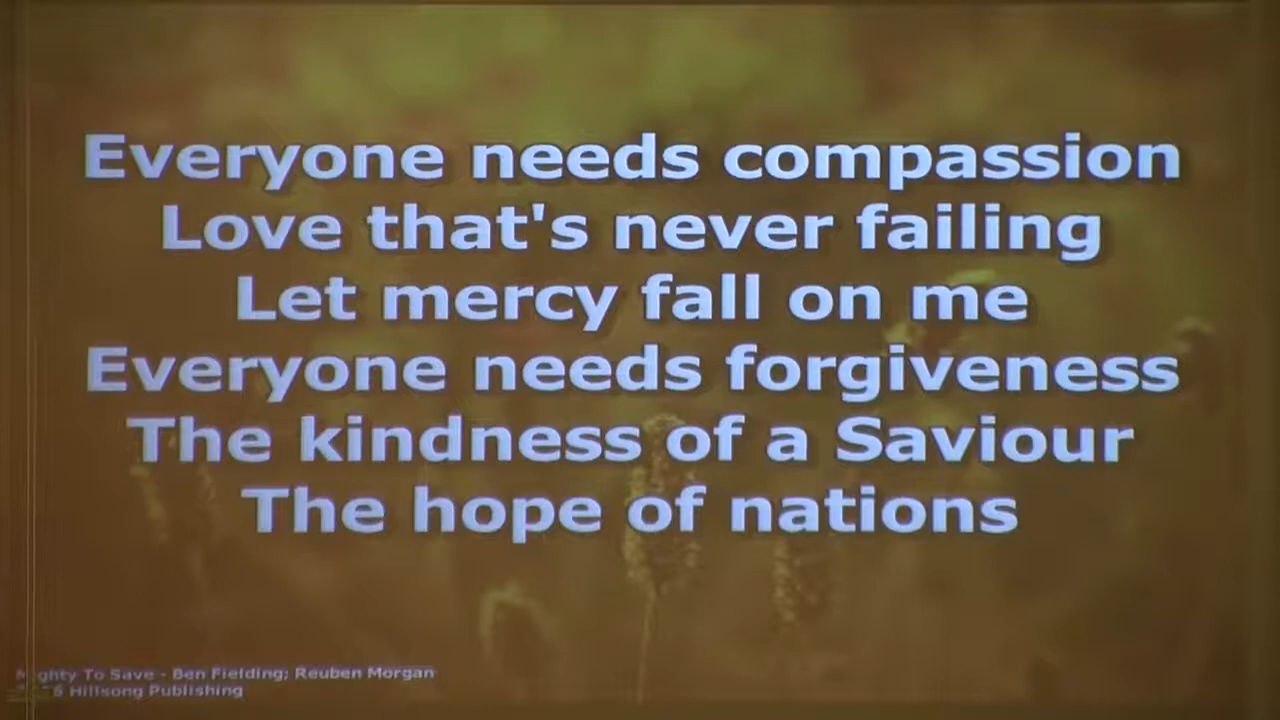 Everyone needs compassion
Love that's never failing
Let mercy fall on me
Everyone needs forgiveness
The kindness of a Saviour
The hope of nations
Mighty To Save - Ben Fielding; Reuben Morgan
Hillsong Publishing